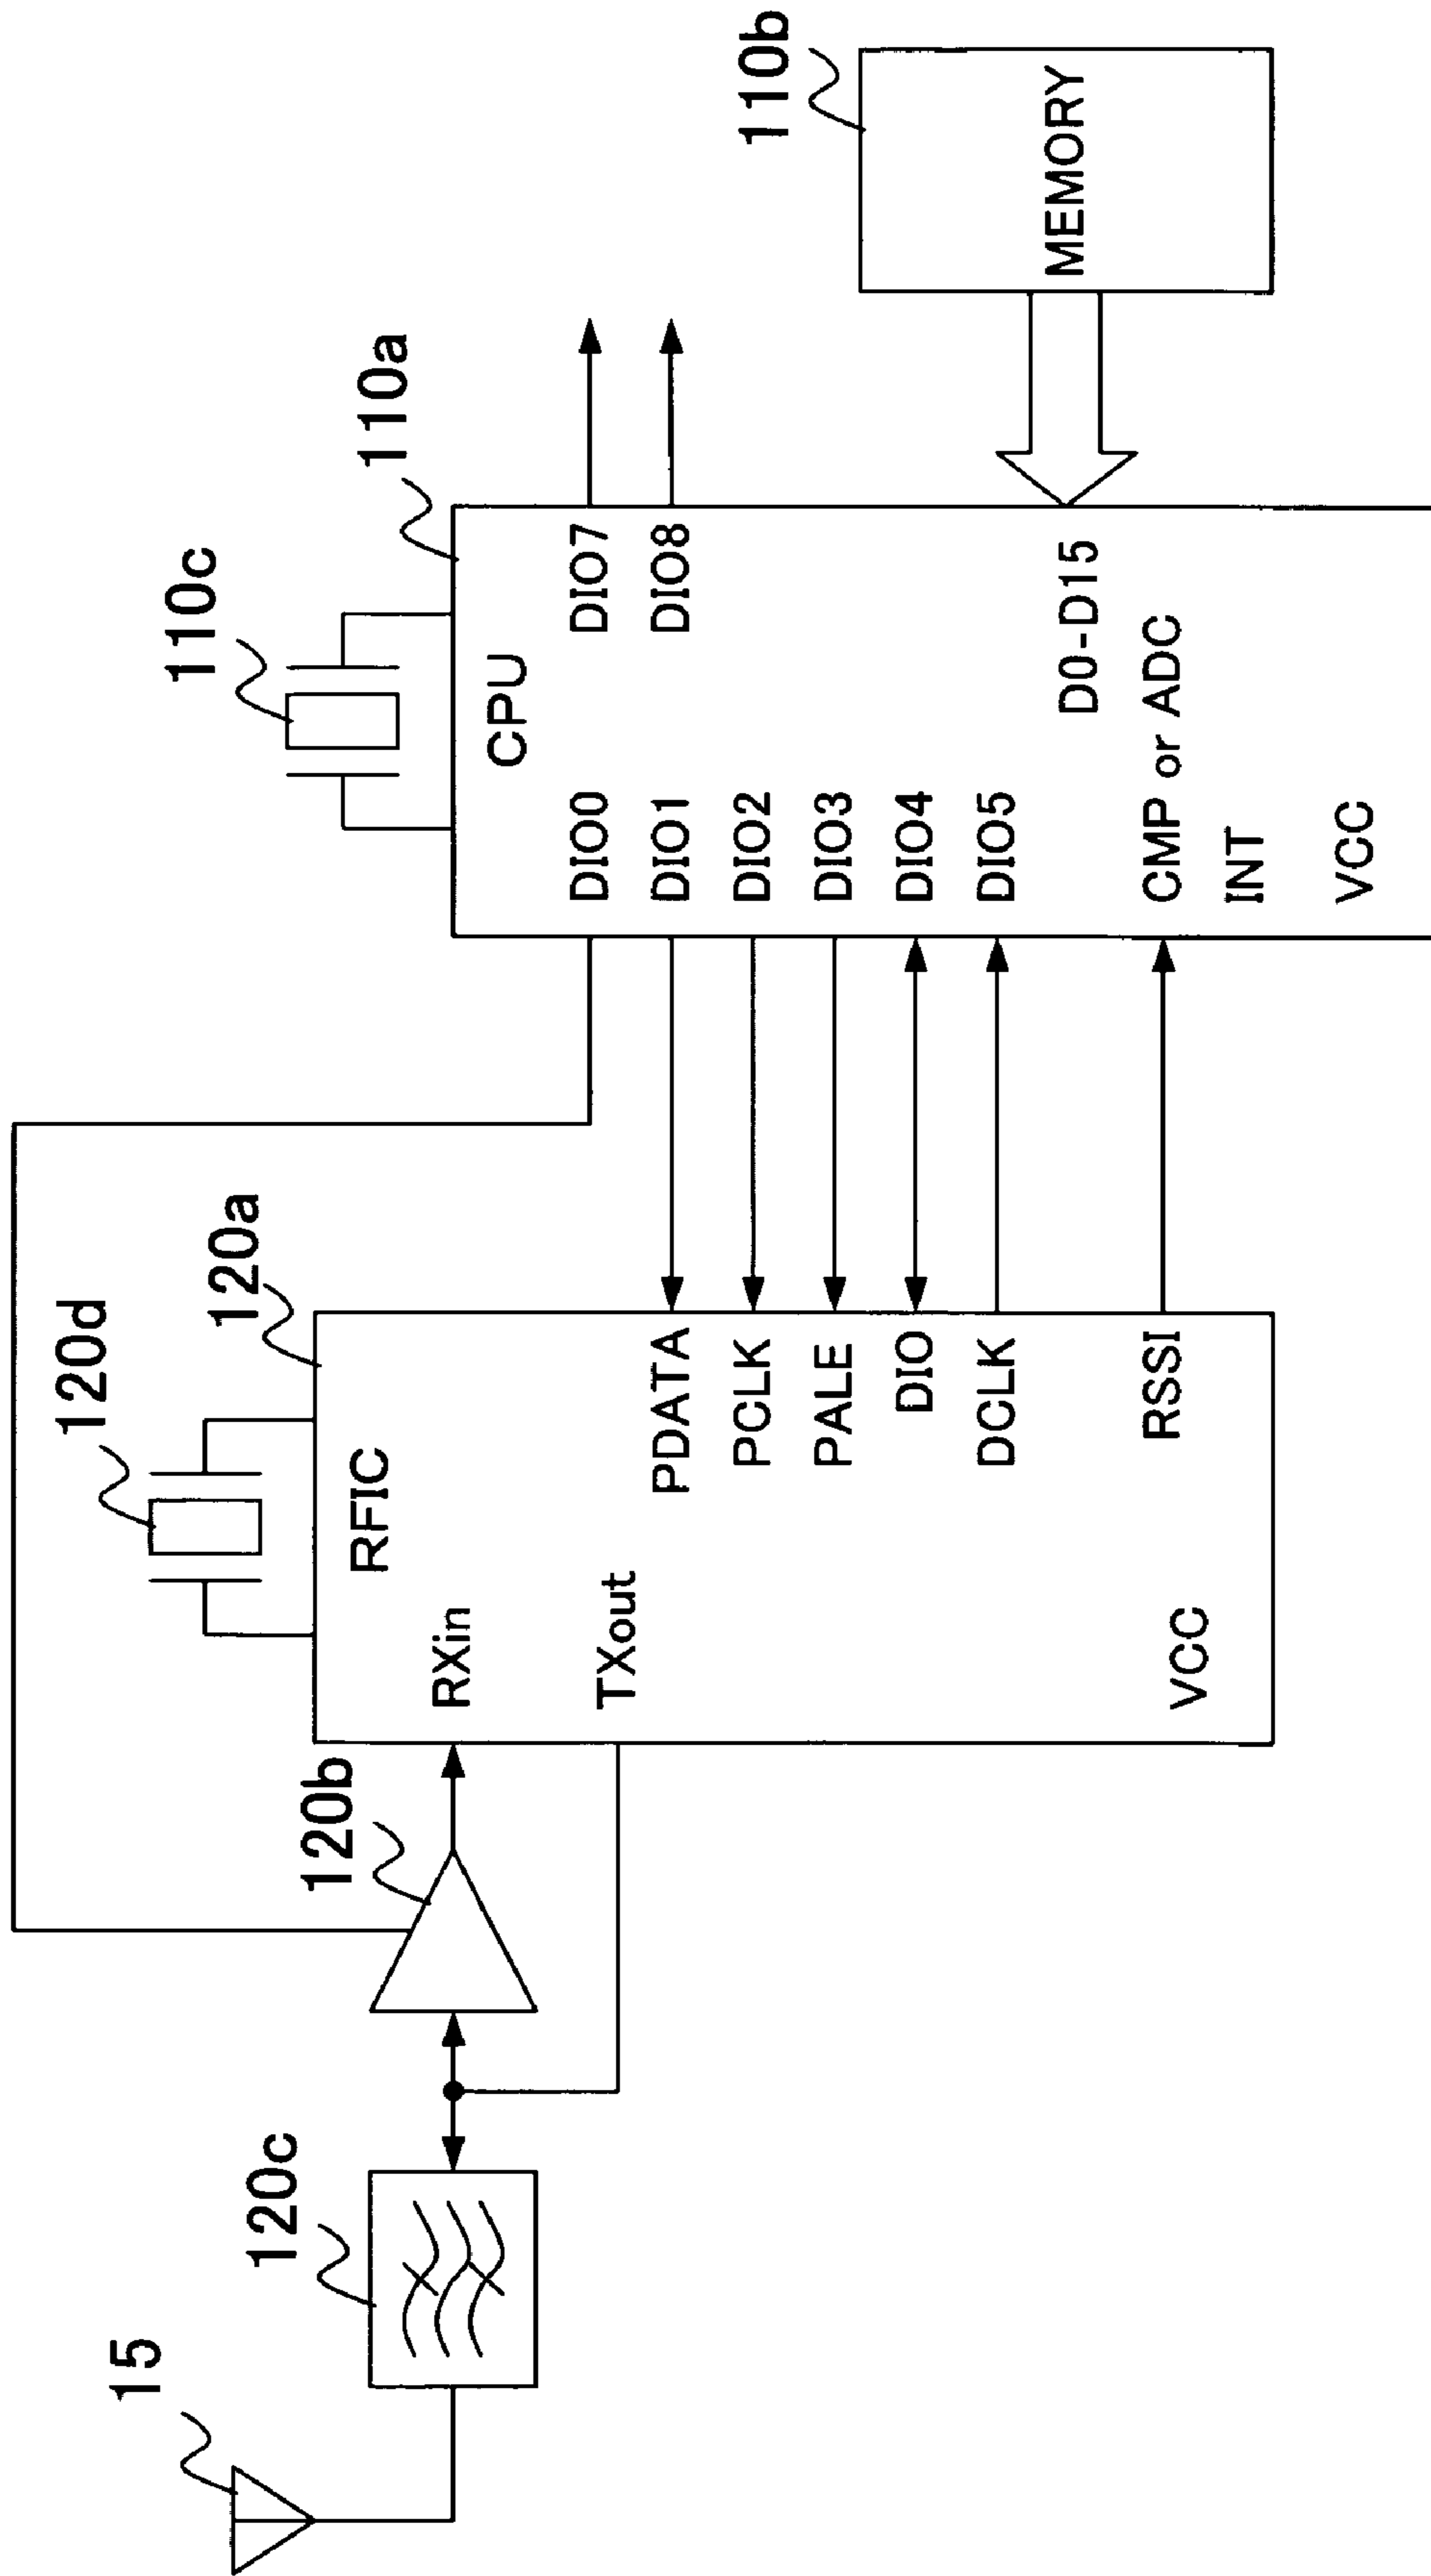 15
120c
120b
120d
120a
RFIC
RXin
TXout
VCC
PDATA
PCLK
PALE
DIO
DCLK
RSSI
110c
110a
CPU
DIO0
DIO1
DIO2
DIO3
DIO4
DIO5
CMP or ADC
INT
VCC
DIO7
DIO8
D0-D15
110b
MEMORY